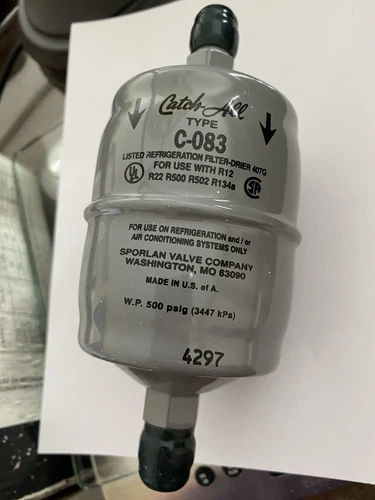 Catch-All
TYPE
C-083
LISTED REFRIGERATION FILTER-DRIER 407G
FOR USE WITH R12
R22 R500 R502 R134a
UL
SA
FOR USE ON REFRIGERATION and / or
AIR CONDITIONING SYSTEMS ONLY
SPORLAN VALVE COMPANY
WASHINGTON, MO 63090
MADE IN U.S. of A.
W.P. 500 psig (3447 kPa)
4297